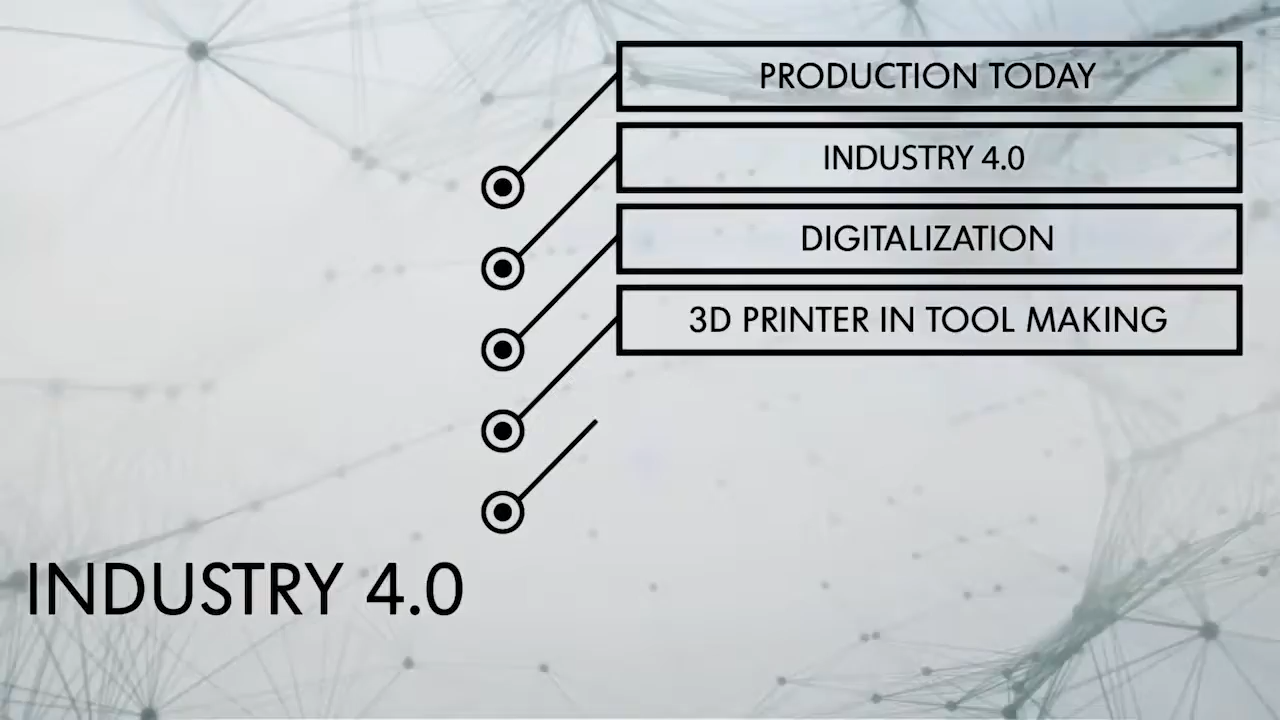 PRODUCTION TODAY
INDUSTRY 4.0
DIGITALIZATION
3D PRINTER IN TOOL MAKING
INDUSTRY 4.0